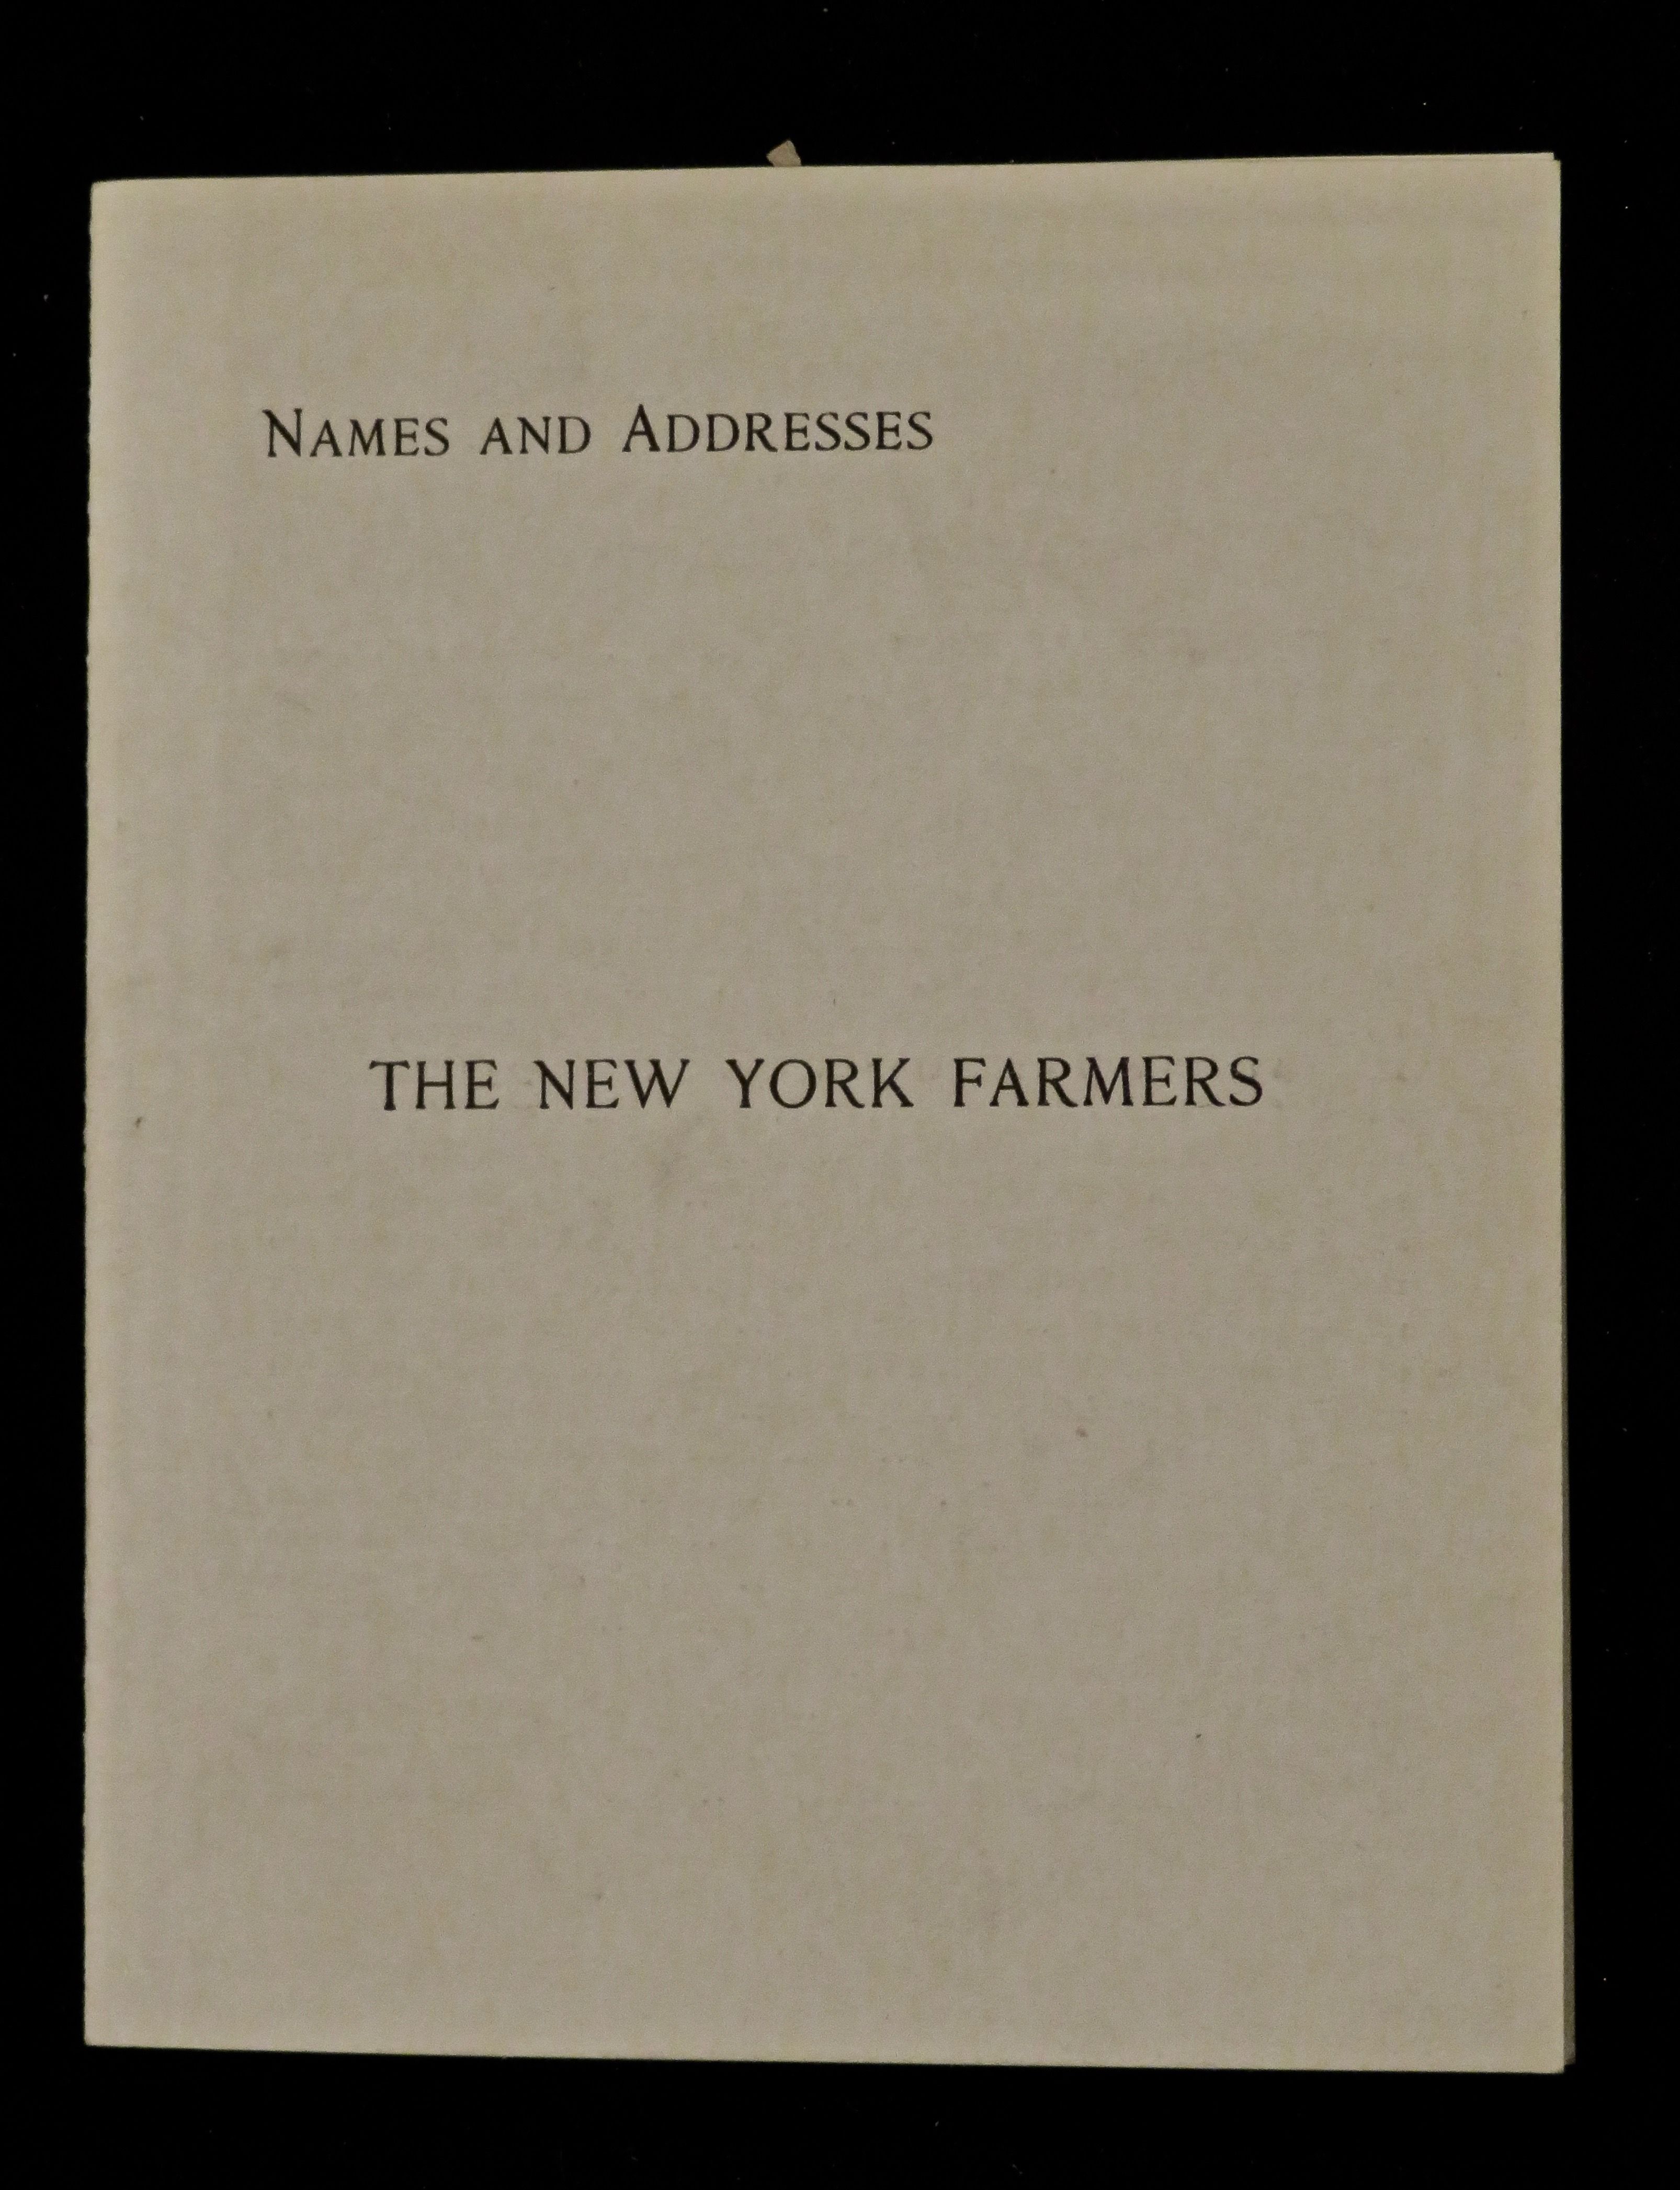 Names and Addresses
THE NEW YORK FARMERS